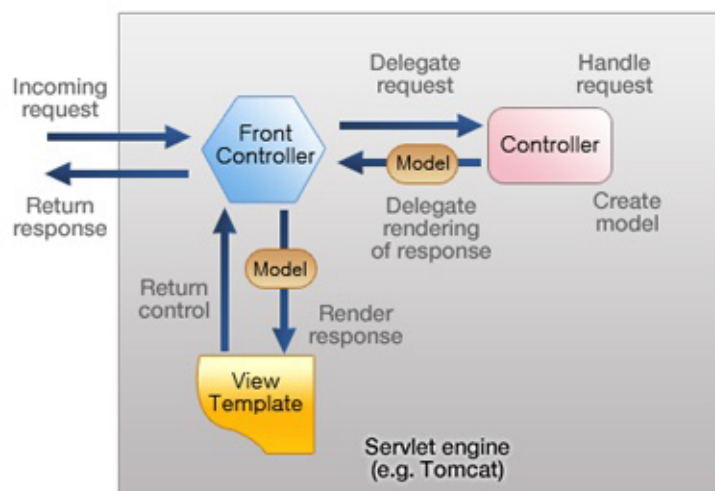 Incoming
request
Return
response
Front
Controller
Delegate
request
Handle
request
Controller
Model
Delegate
rendering
of response
Create
model
Model
Return
control
Render
response
View
Template
Servlet engine
(e.g. Tomcat)